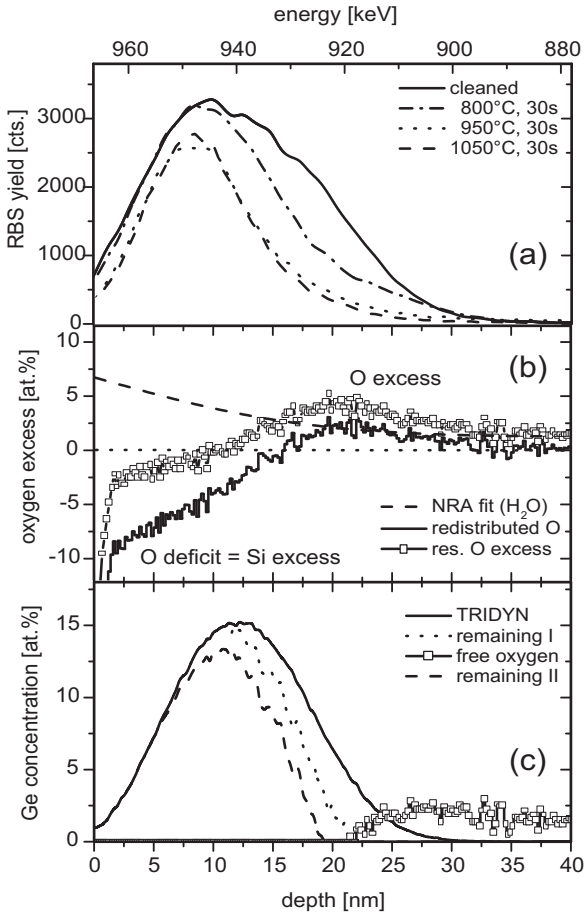 energy [keV]
960 940 920 900 880
RBS yield [cts.]
3000
2000
1000
0
cleaned
800°C, 30s
950°C, 30s
1050°C, 30s
(a)
oxygen excess [at.%]
10
5
0
-5
-10
O excess
(b)
NRA fit (H₂O)
redistributed O
res. O excess
O deficit = Si excess
Ge concentration [at.%]
15
10
5
0
TRIDYN
remaining I
free oxygen
remaining II
(c)
0 5 10 15 20 25 30 35 40
depth [nm]